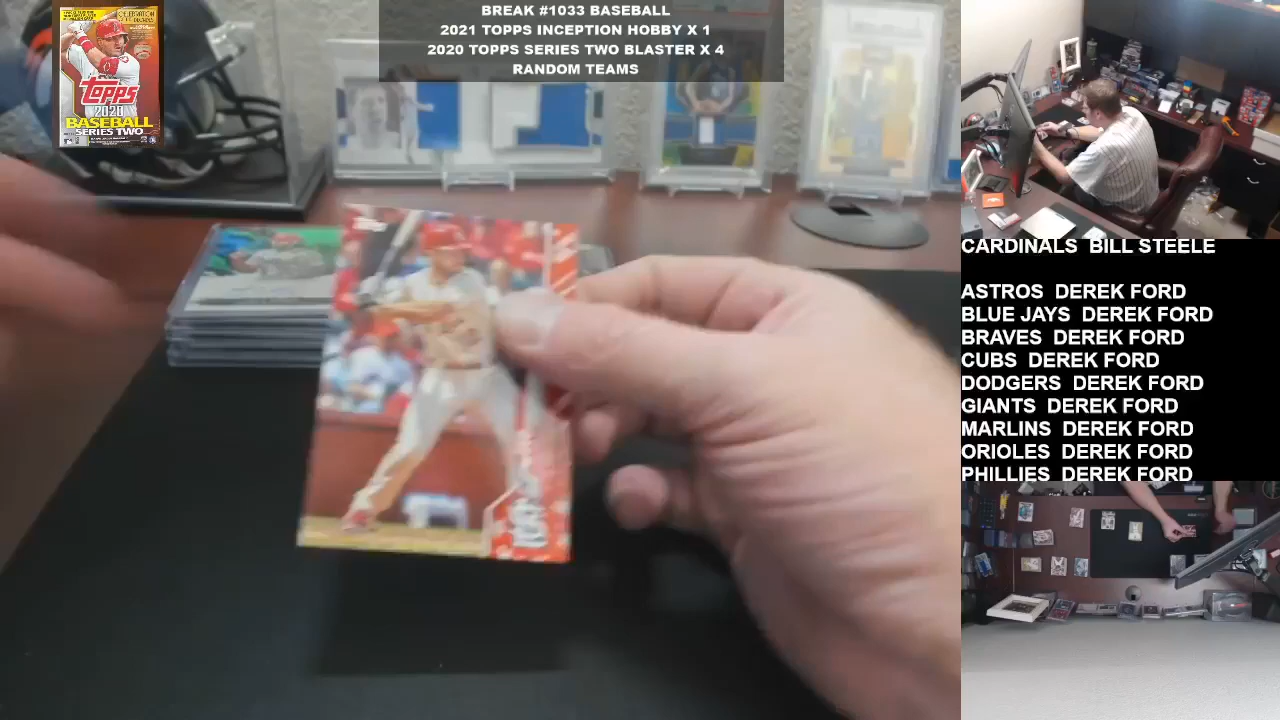 BREAK #1033 BASEBALL
2021 TOPPS INCEPTION HOBBY X 1
2020 TOPPS SERIES TWO BLASTER X 4
RANDOM TEAMS
Topps
2020
BASEBALL
SERIES TWO
CARDINALS BILL STEELE
ASTROS DEREK FORD
BLUE JAYS DEREK FORD
BRAVES DEREK FORD
CUBS DEREK FORD
DODGERS DEREK FORD
GIANTS DEREK FORD
MARLINS DEREK FORD
ORIOLES DEREK FORD
PHILLIES DEREK FORD